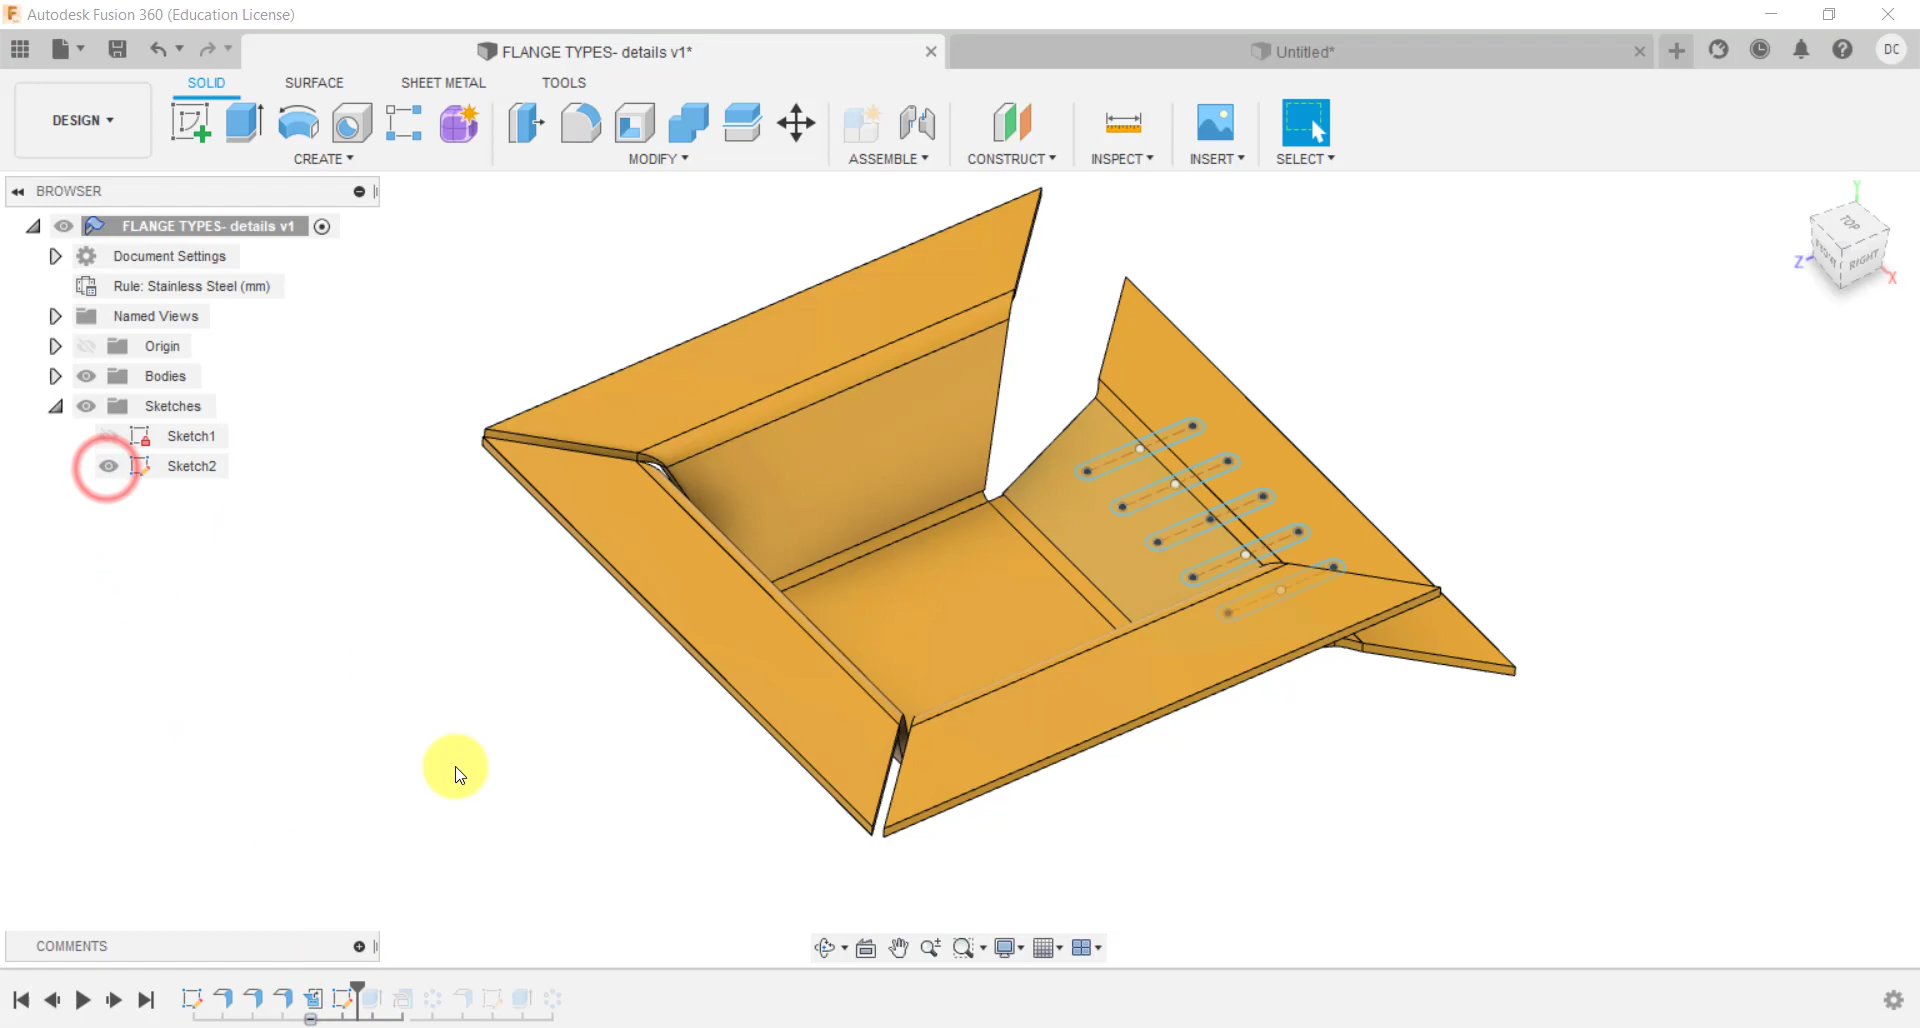 Autodesk Fusion 360 (Education License)
FLANGE TYPES- details v1*
Untitled*
DC
SOLID
SURFACE
SHEET METAL
TOOLS
DESIGN
CREATE
MODIFY
ASSEMBLE
CONSTRUCT
INSPECT
INSERT
SELECT
BROWSER
FLANGE TYPES- details v1
Document Settings
Rule: Stainless Steel (mm)
Named Views
Origin
Bodies
Sketches
Sketch1
Sketch2
Y
TOP
FRONT
RIGHT
Z
X
COMMENTS